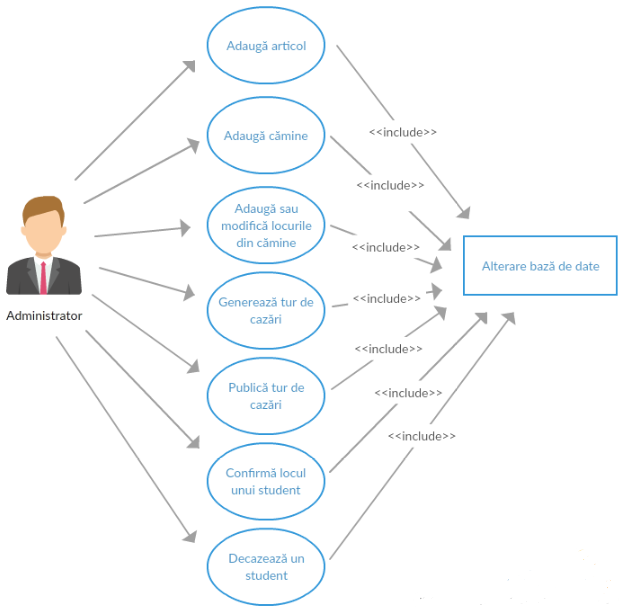 Adaugă articol
<<include>>
Adaugă cămine
<<include>>
Adaugă sau
modifică locurile
din cămine
<<include>>
Alterare bază de date
Administrator
Generează tur de
cazări
<<include>>
<<include>>
Publică tur de
cazări
<<include>>
<<include>>
Confirmă locul
unui student
Decazează un
student